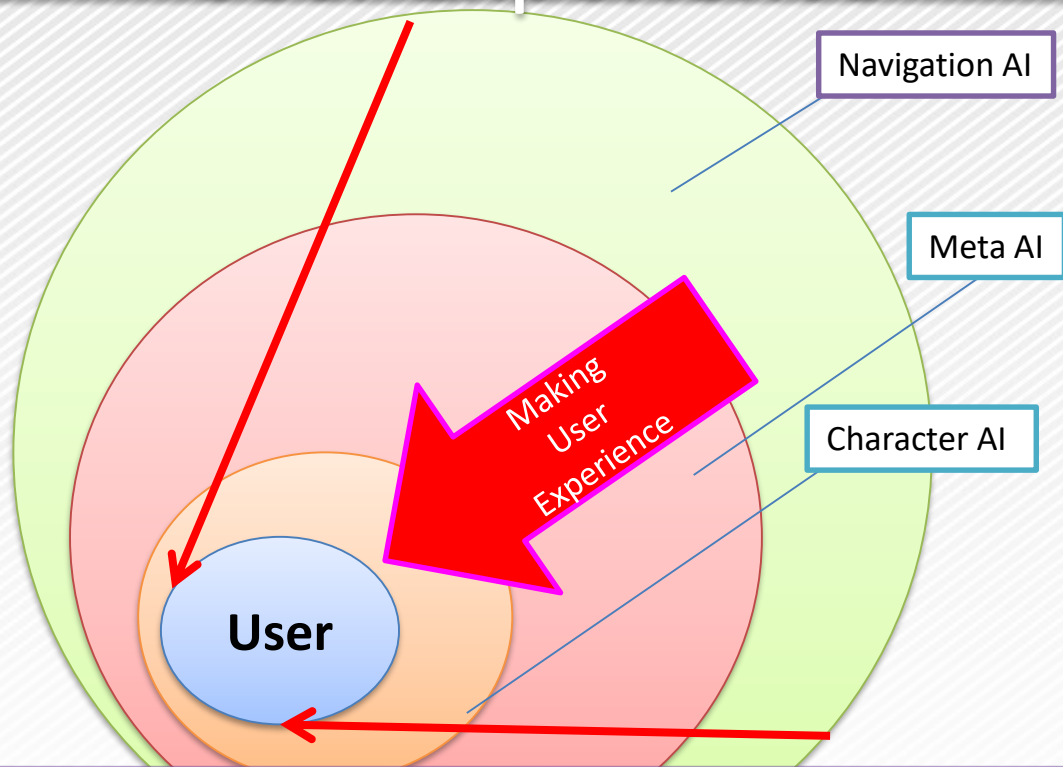 Navigation AI
Meta AI
Making
User
Experience
Character AI
User